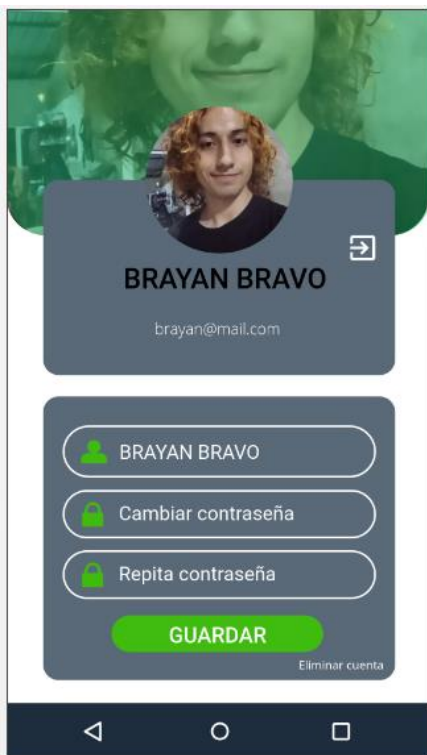 BRAYAN BRAVO
brayan@mail.com
BRAYAN BRAVO
Cambiar contraseña
Repita contraseña
GUARDAR
Eliminar cuenta